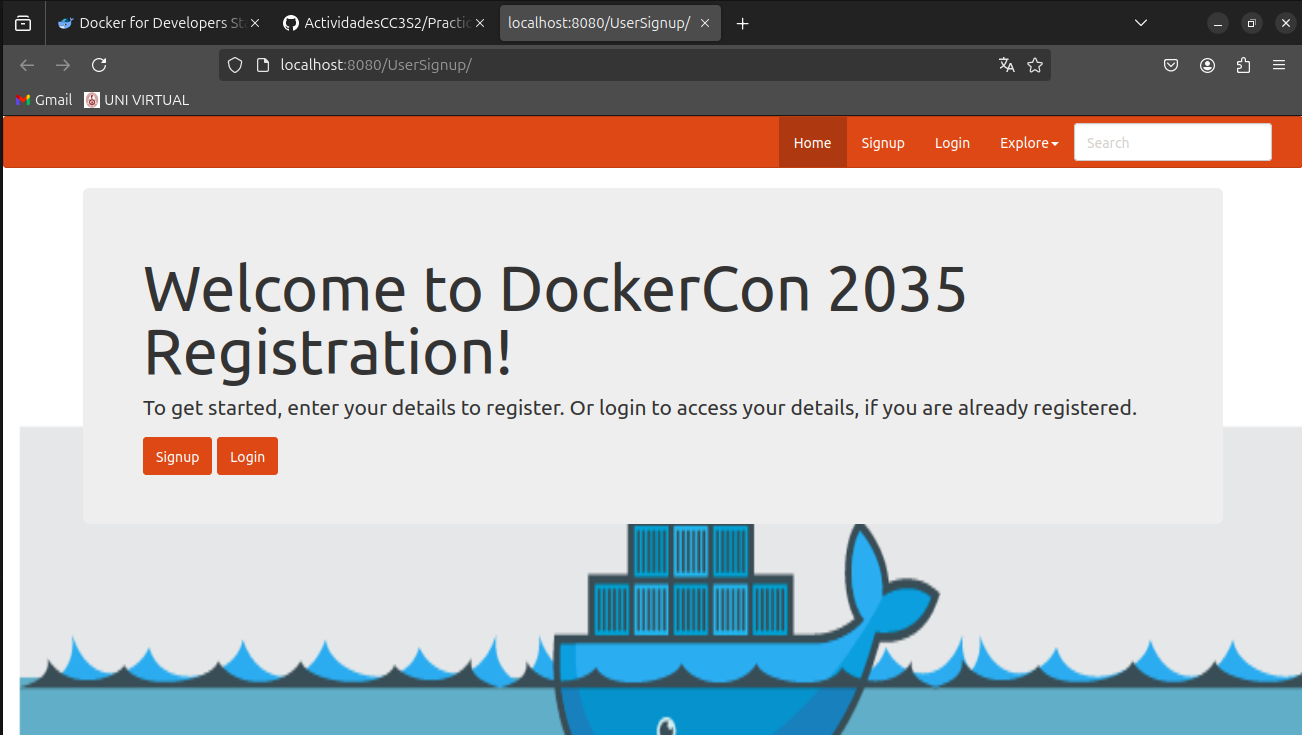 Docker for Developers Sta
ActividadesCC3S2/Practic
localhost:8080/UserSignup/
localhost:8080/UserSignup/
Gmail
UNI VIRTUAL
Home
Signup
Login
Explore
Search
Welcome to DockerCon 2035
Registration!
To get started, enter your details to register. Or login to access your details, if you are already registered.
Signup
Login